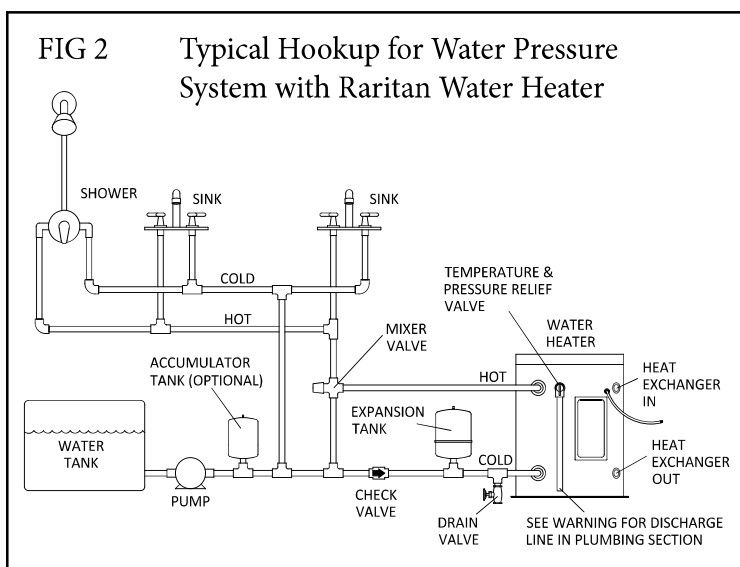 FIG 2
Typical Hookup for Water Pressure
System with Raritan Water Heater
SHOWER
SINK
SINK
COLD
HOT
TEMPERATURE &
PRESSURE RELIEF
VALVE
WATER
HEATER
MIXER
VALVE
ACCUMULATOR
TANK (OPTIONAL)
HOT
HEAT
EXCHANGER
IN
EXPANSION
TANK
WATER
TANK
COLD
HEAT
EXCHANGER
OUT
PUMP
CHECK
VALVE
DRAIN
VALVE
SEE WARNING FOR DISCHARGE
LINE IN PLUMBING SECTION